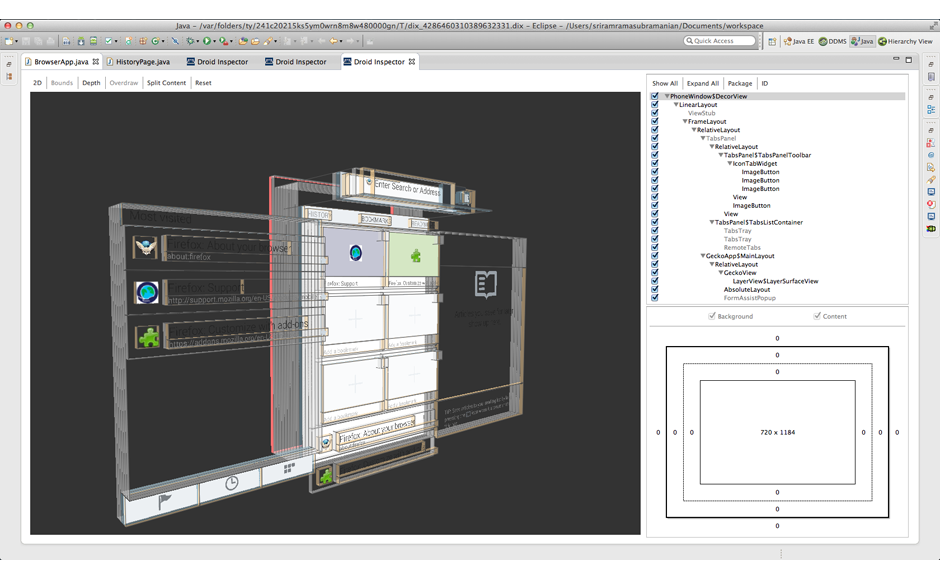 Java - /var/folders/ty/241c20215ks5ym0wrn8m8w480000gn/T/dix_4286460310389632331.dix - Eclipse - /Users/sriramramasubramanian/Documents/workspace
Quick Access
Java EE DDMS Java Hierarchy View
BrowserApp.java HistoryPage.java Droid Inspector Droid Inspector Droid Inspector
2D Bounds Depth Overdraw Split Content Reset
Show All Expand All Package ID
PhoneWindow$DecorView
LinearLayout
ViewStub
FrameLayout
RelativeLayout
TabsPanel
RelativeLayout
TabsPanel$TabsPanelToolbar
IconTabWidget
ImageButton
ImageButton
ImageButton
View
ImageButton
View
TabsPanel$TabsListContainer
TabsTray
TabsTray
RemoteTabs
GeckoApp$MainLayout
RelativeLayout
GeckoView
LayerView$LayerSurfaceView
AbsoluteLayout
FormAssistPopup
Background Content
0
0
0
0 0 0 720 x 1184 0 0 0
0
0
0
Enter Search or Address
HISTORY BOOKMARKS
Most visited
Firefox: About your browser
about:firefox
Firefox: Support
http://support.mozilla.org/en-US
Firefox: Customize with add-ons
https://addons.mozilla.org/en
Firefox: Support
Firefox: About your browser